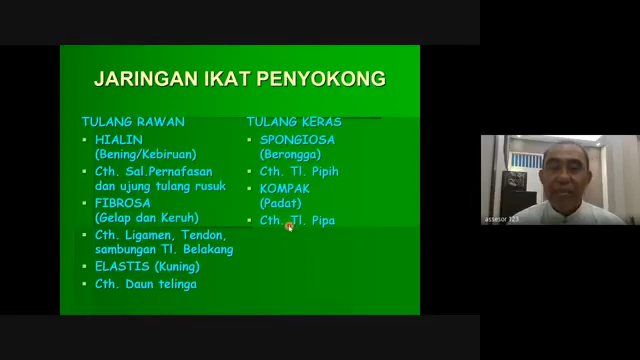 JARINGAN IKAT PENYOKONG
TULANG RAWAN
HIALIN
(Bening/Kebiruan)
Cth. Sal.Pernafasan
dan ujung tulang rusuk
FIBROSA
(Gelap dan Keruh)
Cth. Ligamen, Tendon,
sambungan Tl. Belakang
ELASTIS (Kuning)
Cth. Daun telinga
TULANG KERAS
SPONGIOSA
(Berongga)
Cth. Tl. Pipih
KOMPAK
(Padat)
Cth. Tl. Pipa
assesor 123